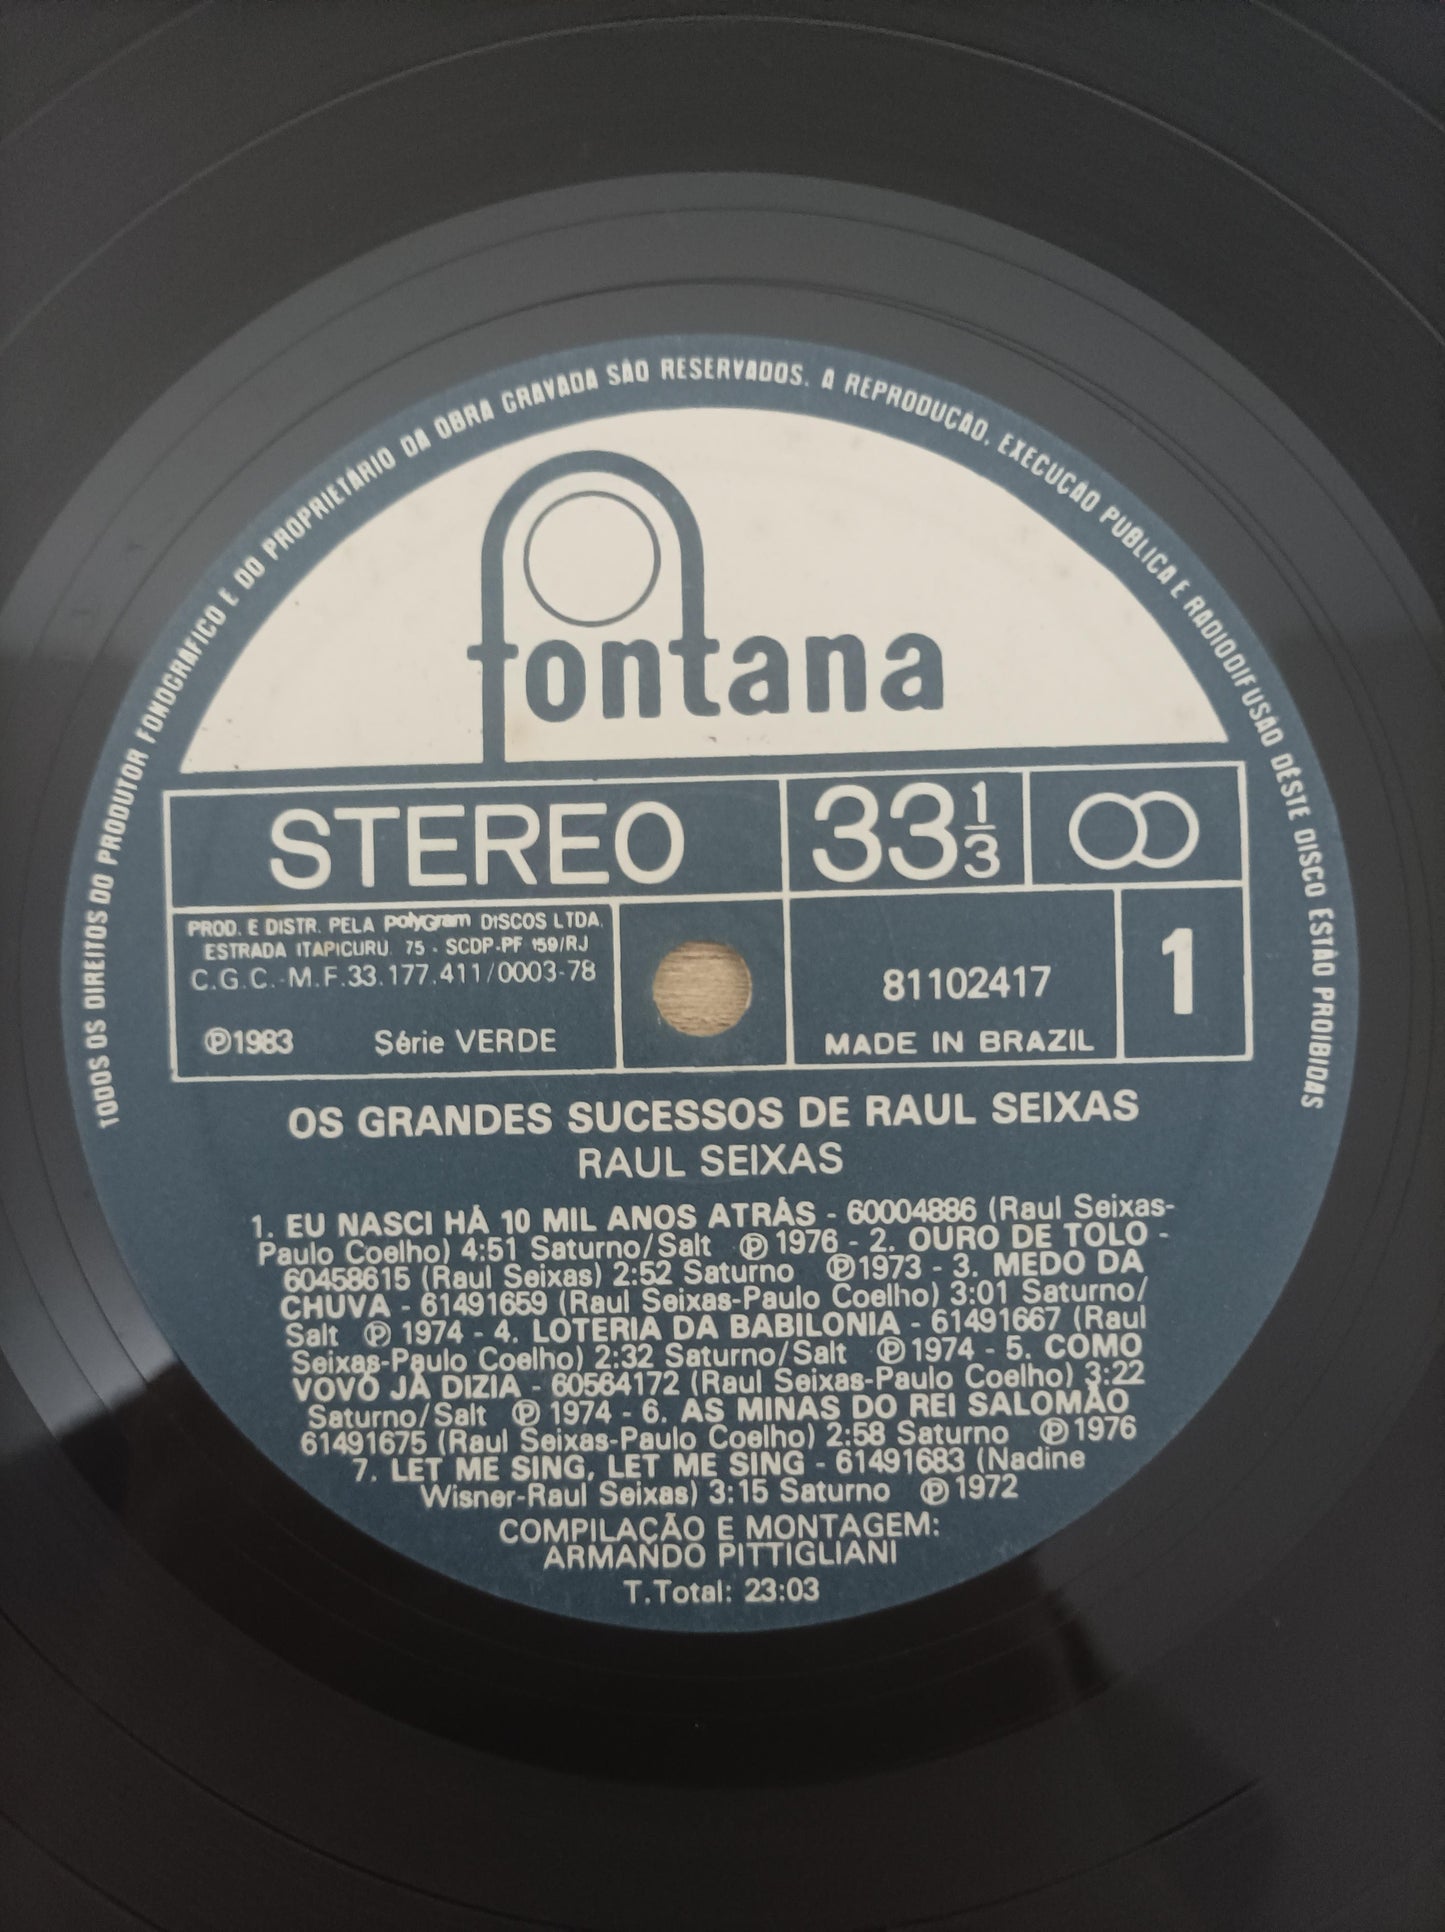 TODOS OS DIREITOS DO PRODUTOR FONOGRAFICO E DO PROPRIETÁRIO DA OBRA GRAVADA SÃO RESERVADOS. A REPRODUÇÃO, EXECUÇÃO PUBLICA E RADIODIFUSÃO DÊSTE DISCO ESTÃO PROIBIDAS
fontana
STEREO
33 1/3
PROD. E DISTR. PELA polygram DISCOS LTDA.
ESTRADA ITAPICURU. 75 - SCDP-PF 159/RJ
C.G.C.-M.F.33.177.411/0003-78
℗1983 Série VERDE
81102417
MADE IN BRAZIL
1
OS GRANDES SUCESSOS DE RAUL SEIXAS
RAUL SEIXAS
1. EU NASCI HÁ 10 MIL ANOS ATRÁS - 60004886 (Raul Seixas-
Paulo Coelho) 4:51 Saturno/Salt ℗ 1976 - 2. OURO DE TOLO -
60458615 (Raul Seixas) 2:52 Saturno ℗1973 - 3. MEDO DA
CHUVA - 61491659 (Raul Seixas-Paulo Coelho) 3:01 Saturno/
Salt ℗ 1974 - 4. LOTERIA DA BABILONIA - 61491667 (Raul
Seixas-Paulo Coelho) 2:32 Saturno/Salt ℗ 1974 - 5. COMO
VOVÓ JÁ DIZIA - 60564172 (Raul Seixas-Paulo Coelho) 3:22
Saturno/Salt ℗ 1974 - 6. AS MINAS DO REI SALOMÃO
61491675 (Raul Seixas-Paulo Coelho) 2:58 Saturno ℗1976
7. LET ME SING, LET ME SING - 61491683 (Nadine
Wisner-Raul Seixas) 3:15 Saturno ℗ 1972
COMPILAÇÃO E MONTAGEM:
ARMANDO PITTIGLIANI
T.Total: 23:03